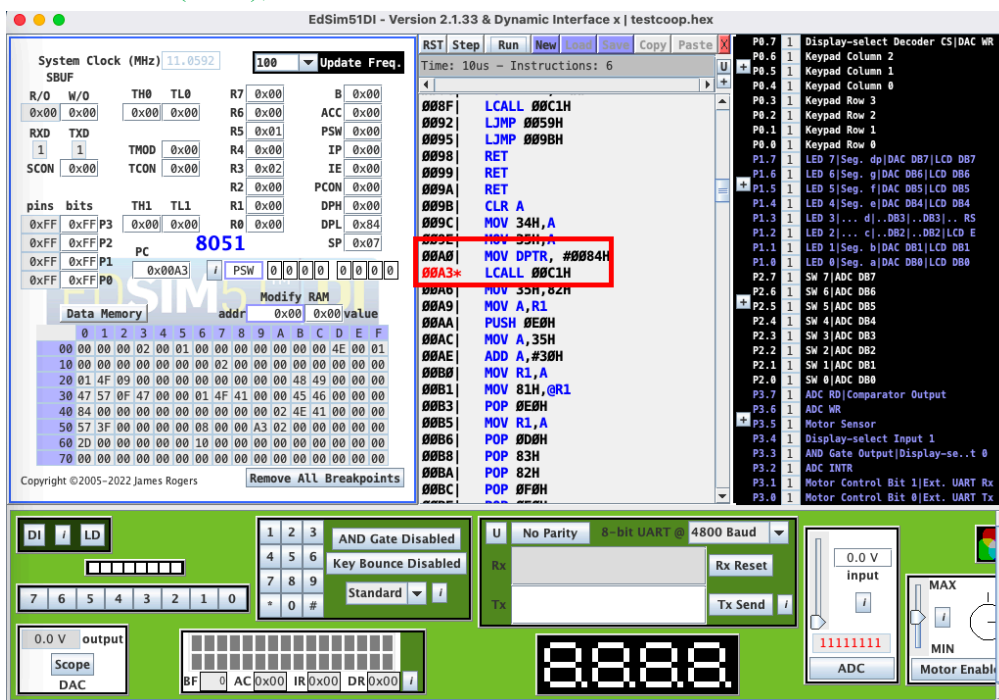 EdSim51DI - Version 2.1.33 & Dynamic Interface x | testcoop.hex
System Clock (MHz) 11.0592 100 Update Freq.
SBUF
R/O W/O TH0 TL0 R7 0x00 B 0x00
0x00 0x00 0x00 0x00 R6 0x00 ACC 0x00
RXD TXD R5 0x01 PSW 0x00
1 1 TMOD 0x00 R4 0x00 IP 0x00
SCON 0x00 TCON 0x00 R3 0x02 IE 0x00
R2 0x00 PCON 0x00
pins bits TH1 TL1 R1 0x00 DPH 0x00
0xFF 0xFF P3 0x00 0x00 R0 0x00 DPL 0x84
0xFF 0xFF P2 PC 8051 SP 0x07
0xFF 0xFF P1 0x00A3 i PSW 0 0 0 0 0 0 0 0
0xFF 0xFF P0
EDSIM51DI
Modify RAM
Data Memory addr 0x00 0x00 value
0 1 2 3 4 5 6 7 8 9 A B C D E F
00 00 00 00 02 00 01 00 00 00 00 00 00 00 4E 00 01
10 00 00 00 00 00 00 00 02 00 00 00 00 00 00 00 00
20 01 4F 09 00 00 00 00 00 00 00 00 48 49 00 00 00
30 47 57 0F 47 00 00 01 4F 41 00 00 45 46 00 00 00
40 84 00 00 00 00 00 00 00 00 00 02 4E 41 00 00 00
50 57 3F 00 00 00 00 08 00 00 A3 02 00 00 00 00 00
60 2D 00 00 00 00 00 10 00 00 00 00 00 00 00 00 00
70 00 00 00 00 00 00 00 00 00 00 00 00 00 00 00 00
Copyright ©2005-2022 James Rogers Remove All Breakpoints
RST Step Run New Load Save Copy Paste X
Time: 10us - Instructions: 6 U
+
008F| LCALL 00C1H
0092| LJMP 0059H
0095| LJMP 009BH
0098| RET
0099| RET
009A| RET
009B| CLR A
009C| MOV 34H,A
009E| MOV 35H,A
00A0| MOV DPTR, #0084H
00A3* LCALL 00C1H
00A6| MOV 35H,82H
00A9| MOV A,R1
00AA| PUSH 0E0H
00AC| MOV A,35H
00AE| ADD A,#30H
00B0| MOV R1,A
00B1| MOV 81H,@R1
00B3| POP 0E0H
00B5| MOV R1,A
00B6| POP 0D0H
00B8| POP 83H
00BA| POP 82H
00BC| POP 0F0H
P0.7 1 Display-select Decoder CS|DAC WR
P0.6 1 Keypad Column 2
+ P0.5 1 Keypad Column 1
P0.4 1 Keypad Column 0
P0.3 1 Keypad Row 3
P0.2 1 Keypad Row 2
P0.1 1 Keypad Row 1
P0.0 1 Keypad Row 0
P1.7 1 LED 7|Seg. dp|DAC DB7|LCD DB7
P1.6 1 LED 6|Seg. g|DAC DB6|LCD DB6
+ P1.5 1 LED 5|Seg. f|DAC DB5|LCD DB5
P1.4 1 LED 4|Seg. e|DAC DB4|LCD DB4
P1.3 1 LED 3|... d|..DB3|..DB3|.. RS
P1.2 1 LED 2|... c|..DB2|..DB2|LCD E
P1.1 1 LED 1|Seg. b|DAC DB1|LCD DB1
P1.0 1 LED 0|Seg. a|DAC DB0|LCD DB0
P2.7 1 SW 7|ADC DB7
P2.6 1 SW 6|ADC DB6
+ P2.5 1 SW 5|ADC DB5
P2.4 1 SW 4|ADC DB4
P2.3 1 SW 3|ADC DB3
P2.2 1 SW 2|ADC DB2
P2.1 1 SW 1|ADC DB1
P2.0 1 SW 0|ADC DB0
P3.7 1 ADC RD|Comparator Output
P3.6 1 ADC WR
+ P3.5 1 Motor Sensor
P3.4 1 Display-select Input 1
P3.3 1 AND Gate Output|Display-se..t 0
P3.2 1 ADC INTR
P3.1 1 Motor Control Bit 1|Ext. UART Rx
P3.0 1 Motor Control Bit 0|Ext. UART Tx
DI i LD
7 6 5 4 3 2 1 0
0.0 V output
Scope
DAC
1 2 3
4 5 6
7 8 9
* 0 #
AND Gate Disabled
Key Bounce Disabled
Standard i
BF 0 AC 0x00 IR 0x00 DR 0x00 i
U No Parity 8-bit UART @ 4800 Baud
Rx Rx Reset
Tx Tx Send i
8.8.8.8.
0.0 V
input
i
11111111
ADC
MAX
i
MIN
Motor Enabl